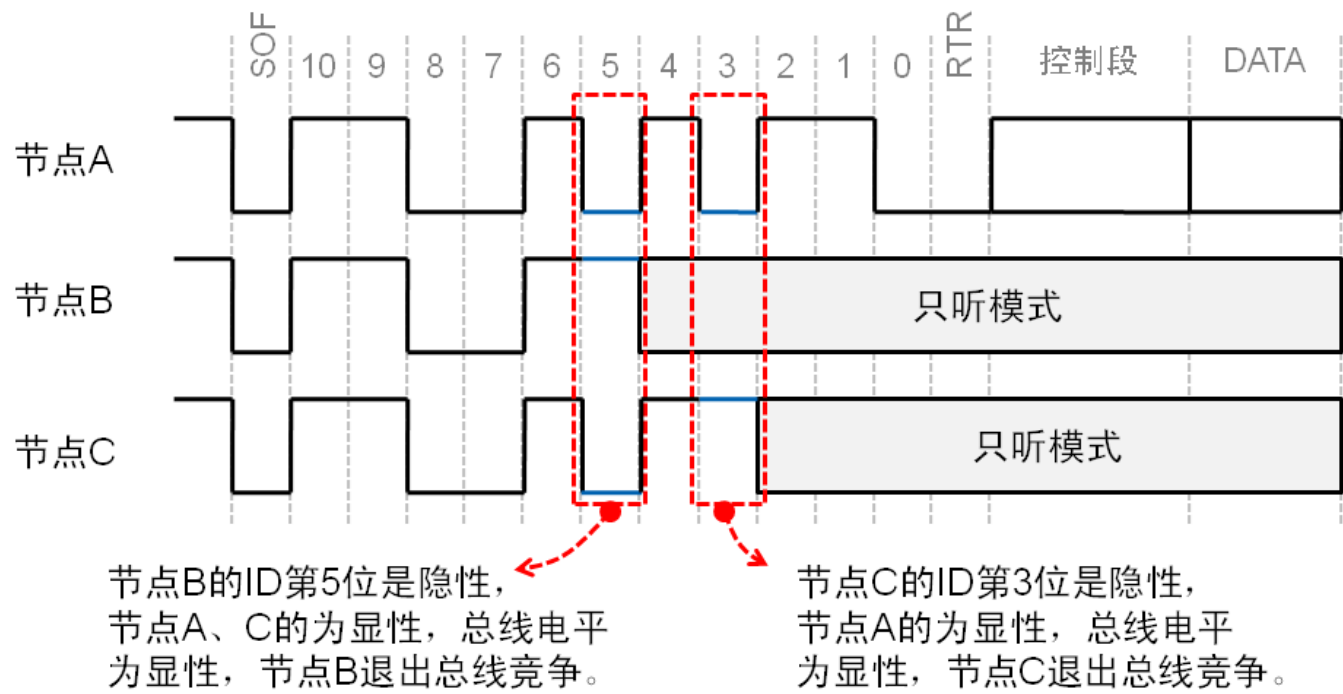 SOF 10 9 8 7 6 5 4 3 2 1 0 RTR 控制段 DATA
节点A
节点B
只听模式
节点C
只听模式
节点B的ID第5位是隐性，
节点A、C的为显性，总线电平
为显性，节点B退出总线竞争。
节点C的ID第3位是隐性，
节点A的为显性，总线电平
为显性，节点C退出总线竞争。